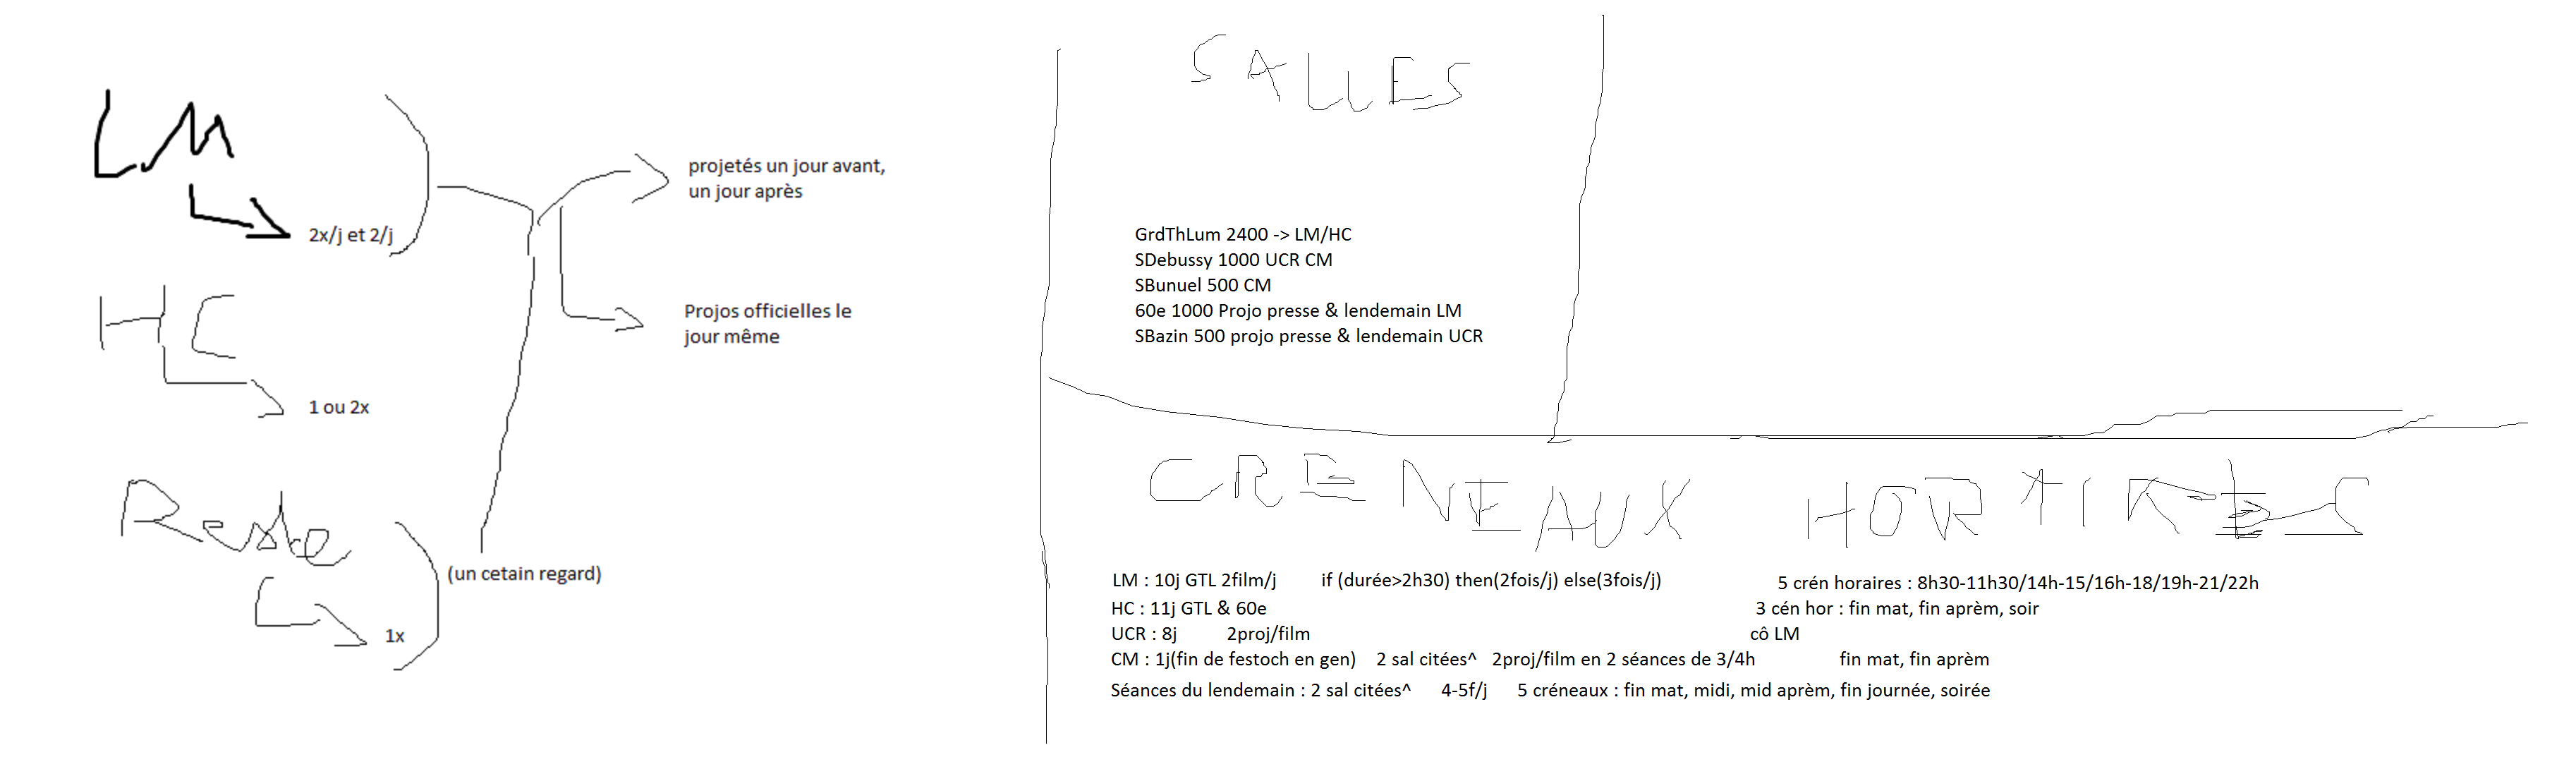 LM
2x/j et 2/j
HC
1 ou 2x
Reste
(un cetain regard)
1x
projetés un jour avant,
un jour après
Projos officielles le
jour même
SALLES
GrdThLum 2400 -> LM/HC
SDebussy 1000 UCR CM
SBunuel 500 CM
60e 1000 Projo presse & lendemain LM
SBazin 500 projo presse & lendemain UCR
CRENEAUX HORAIRES
LM : 10j GTL 2film/j if (durée>2h30) then(2fois/j) else(3fois/j) 5 crén horaires : 8h30-11h30/14h-15/16h-18/19h-21/22h
HC : 11j GTL & 60e 3 cén hor : fin mat, fin aprèm, soir
UCR : 8j 2proj/film cô LM
CM : 1j(fin de festoch en gen) 2 sal citées^ 2proj/film en 2 séances de 3/4h fin mat, fin aprèm
Séances du lendemain : 2 sal citées^ 4-5f/j 5 créneaux : fin mat, midi, mid aprèm, fin journée, soirée